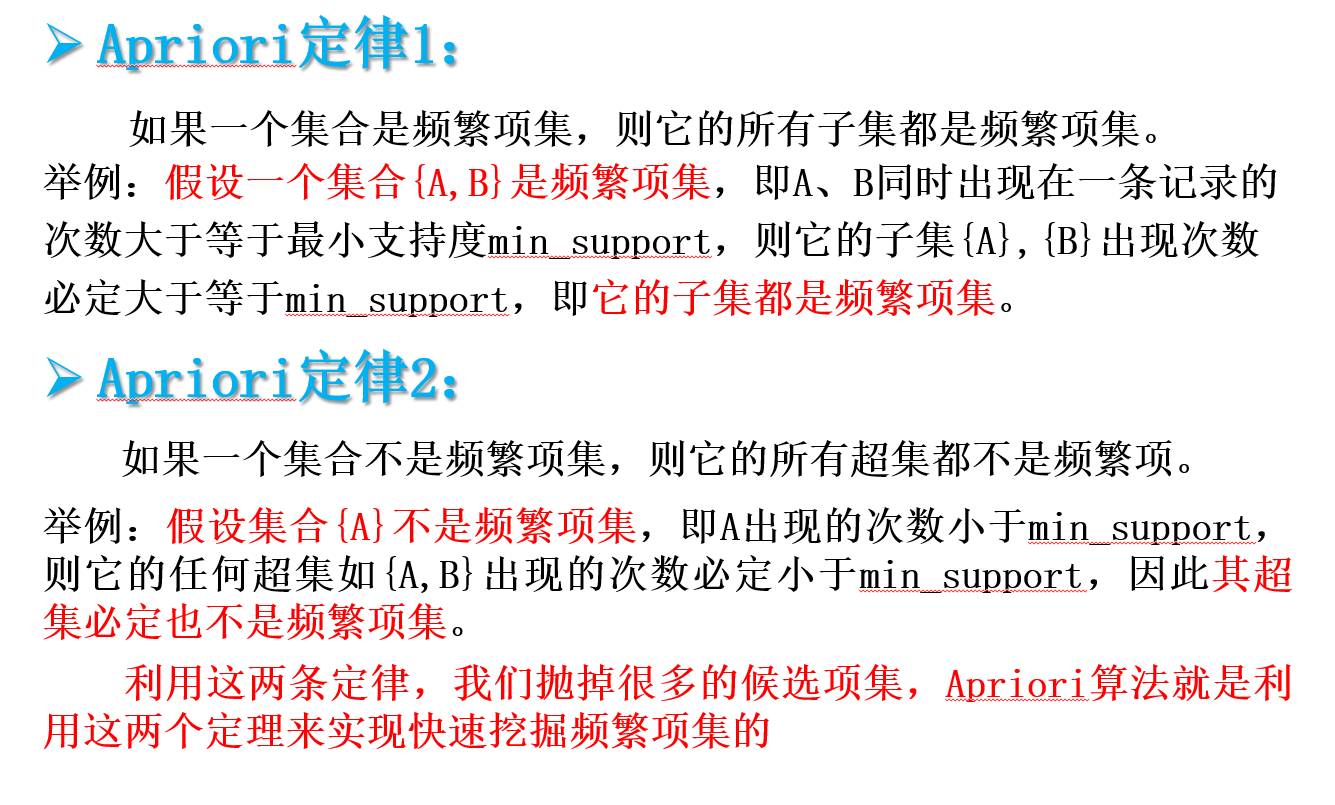 Apriori定律1：
如果一个集合是频繁项集，则它的所有子集都是频繁项集。
举例：假设一个集合{A,B}是频繁项集，即A、B同时出现在一条记录的
次数大于等于最小支持度min_support，则它的子集{A},{B}出现次数
必定大于等于min_support，即它的子集都是频繁项集。
Apriori定律2：
如果一个集合不是频繁项集，则它的所有超集都不是频繁项。
举例：假设集合{A}不是频繁项集，即A出现的次数小于min_support，
则它的任何超集如{A,B}出现的次数必定小于min_support，因此其超
集必定也不是频繁项集。
利用这两条定律，我们抛掉很多的候选项集，Apriori算法就是利
用这两个定理来实现快速挖掘频繁项集的